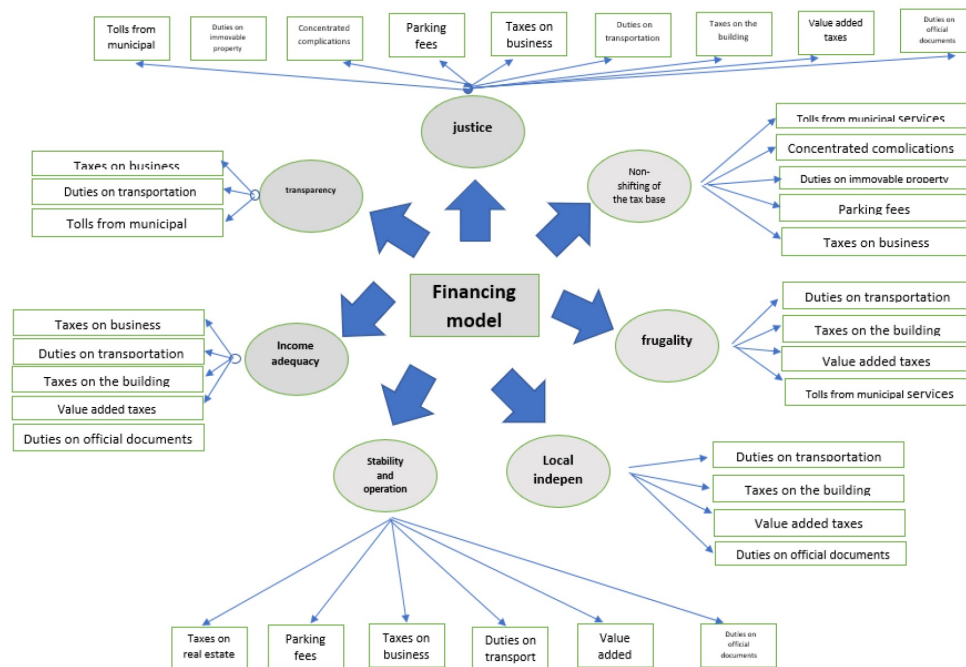 Tolls from
municipal
Duties on
immovable
property
Concentrated
complications
Parking
fees
Taxes on
business
Duties on
transportation
Taxes on the
building
Value added
taxes
Duties on
official
documents
justice
transparency
Taxes on business
Duties on transportation
Tolls from municipal
Non-
shifting of
the tax base
Tolls from municipal services
Concentrated comolications
Duties on immovable property
Parking fees
Taxes on business
Financing
model
Income
adequacy
Taxes on business
Duties on transportation
Taxes on the building
Value added taxes
Duties on official documents
frugality
Duties on transportation
Taxes on the building
Value added taxes
Tolls from municipal services
Stability
and
operation
Local
indepen
Duties on transportation
Taxes on the building
Value added taxes
Duties on official documents
Taxes on
real estate
Parking
fees
Taxes on
business
Duties on
transport
Value
added
Duties on
official
documents